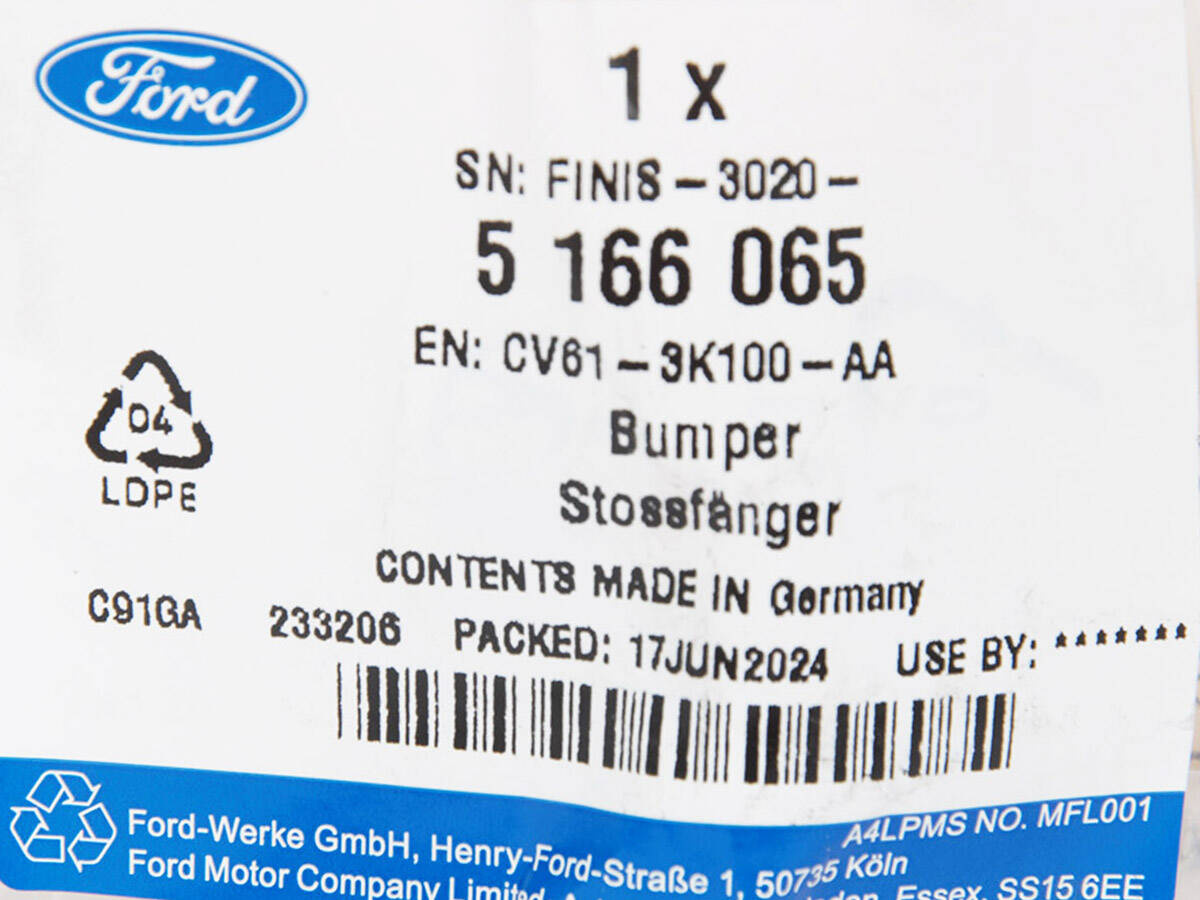 Ford
1 x
SN: FINIS - 3020 -
5 166 065
EN: CV61 - 3K100 - AA
Bumper
Stossfänger
04
LDPE
CONTENTS MADE IN Germany
C91GA 233206 PACKED: 17JUN2024 USE BY: *******
A4LPMS NO. MFL001
Ford-Werke GmbH, Henry-Ford-Straße 1, 50735 Köln
Ford Motor Company Limited, Essex, SS15 6EE